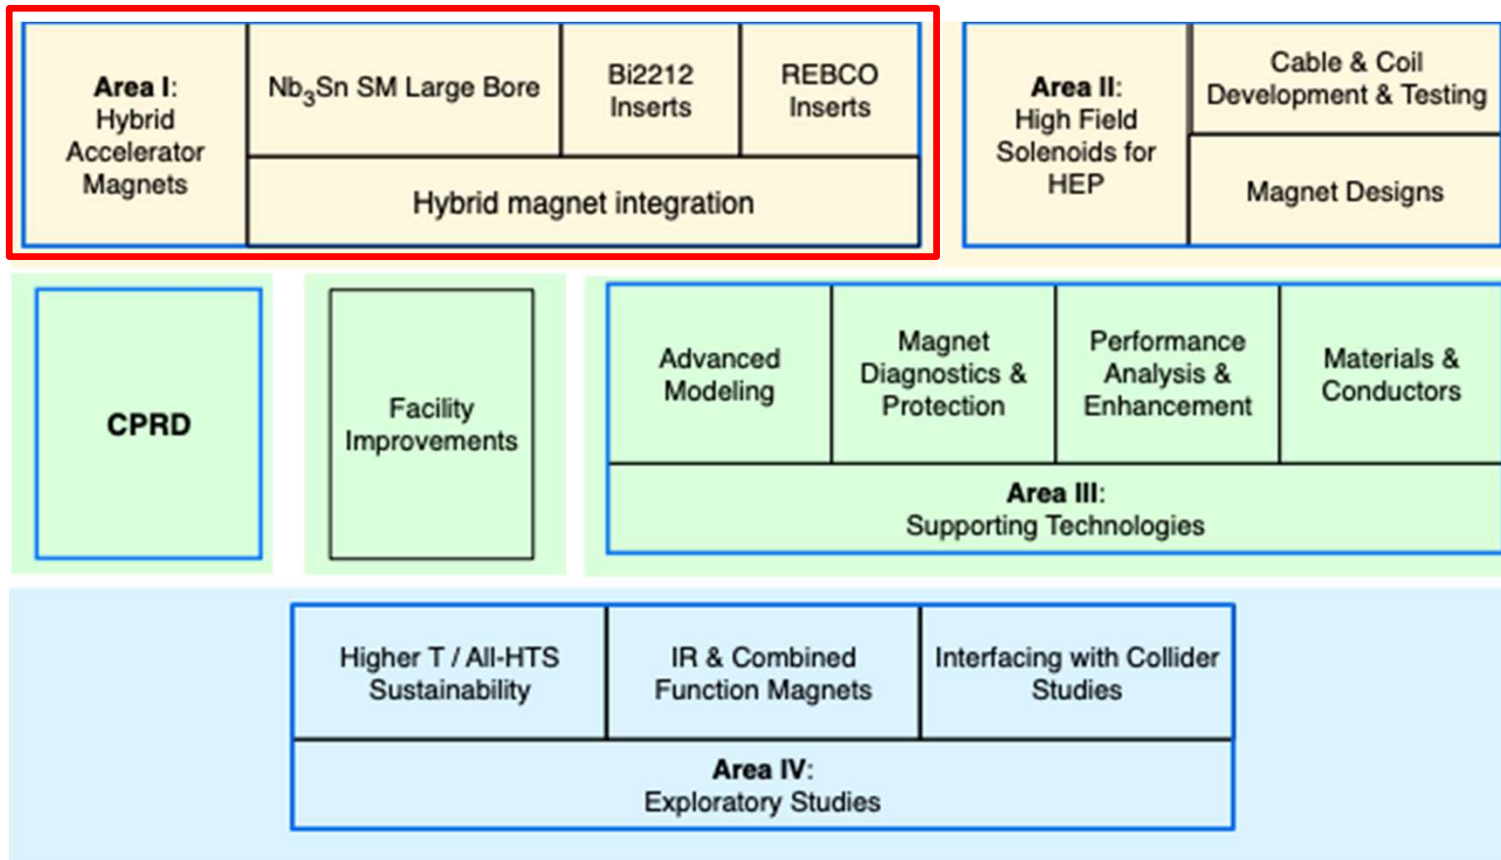 Area I:
Hybrid
Accelerator
Magnets
Nb₃Sn SM Large Bore
Bi2212
Inserts
REBCO
Inserts
Hybrid magnet integration
Area II:
High Field
Solenoids for
HEP
Cable & Coil
Development & Testing
Magnet Designs
CPRD
Facility
Improvements
Advanced
Modeling
Magnet
Diagnostics &
Protection
Performance
Analysis &
Enhancement
Materials &
Conductors
Area III:
Supporting Technologies
Higher T / All-HTS
Sustainability
IR & Combined
Function Magnets
Interfacing with Collider
Studies
Area IV:
Exploratory Studies